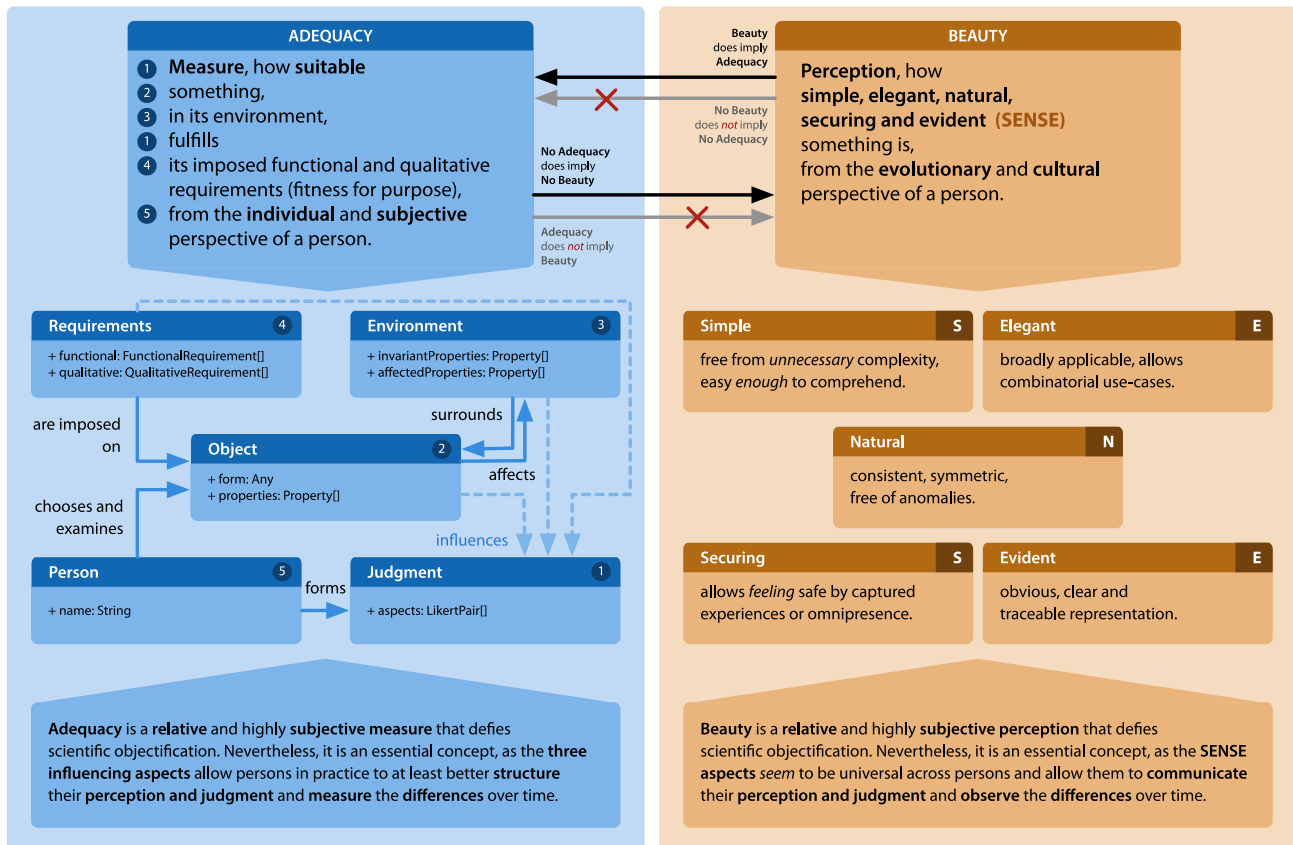 ADEQUACY
1 Measure, how suitable
2 something,
3 in its environment,
1 fulfills
4 its imposed functional and qualitative
requirements (fitness for purpose),
5 from the individual and subjective
perspective of a person.
Beauty
does imply
Adequacy
No Beauty
does not imply
No Adequacy
No Adequacy
does imply
No Beauty
Adequacy
does not imply
Beauty
BEAUTY
Perception, how
simple, elegant, natural,
securing and evident (SENSE)
something is,
from the evolutionary and cultural
perspective of a person.
Requirements 4
+ functional: FunctionalRequirement[]
+ qualitative: QualitativeRequirement[]
Environment 3
+ invariantProperties: Property[]
+ affectedProperties: Property[]
are imposed
on
surrounds
Object 2
+ form: Any
+ properties: Property[]
affects
chooses and
examines
influences
Person 5
+ name: String
forms
Judgment 1
+ aspects: LikertPair[]
Adequacy is a relative and highly subjective measure that defies
scientific objectification. Nevertheless, it is an essential concept, as the three
influencing aspects allow persons in practice to at least better structure
their perception and judgment and measure the differences over time.
Simple S
free from unnecessary complexity,
easy enough to comprehend.
Elegant E
broadly applicable, allows
combinatorial use-cases.
Natural N
consistent, symmetric,
free of anomalies.
Securing S
allows feeling safe by captured
experiences or omnipresence.
Evident E
obvious, clear and
traceable representation.
Beauty is a relative and highly subjective perception that defies
scientific objectification. Nevertheless, it is an essential concept, as the SENSE
aspects seem to be universal across persons and allow them to communicate
their perception and judgment and observe the differences over time.